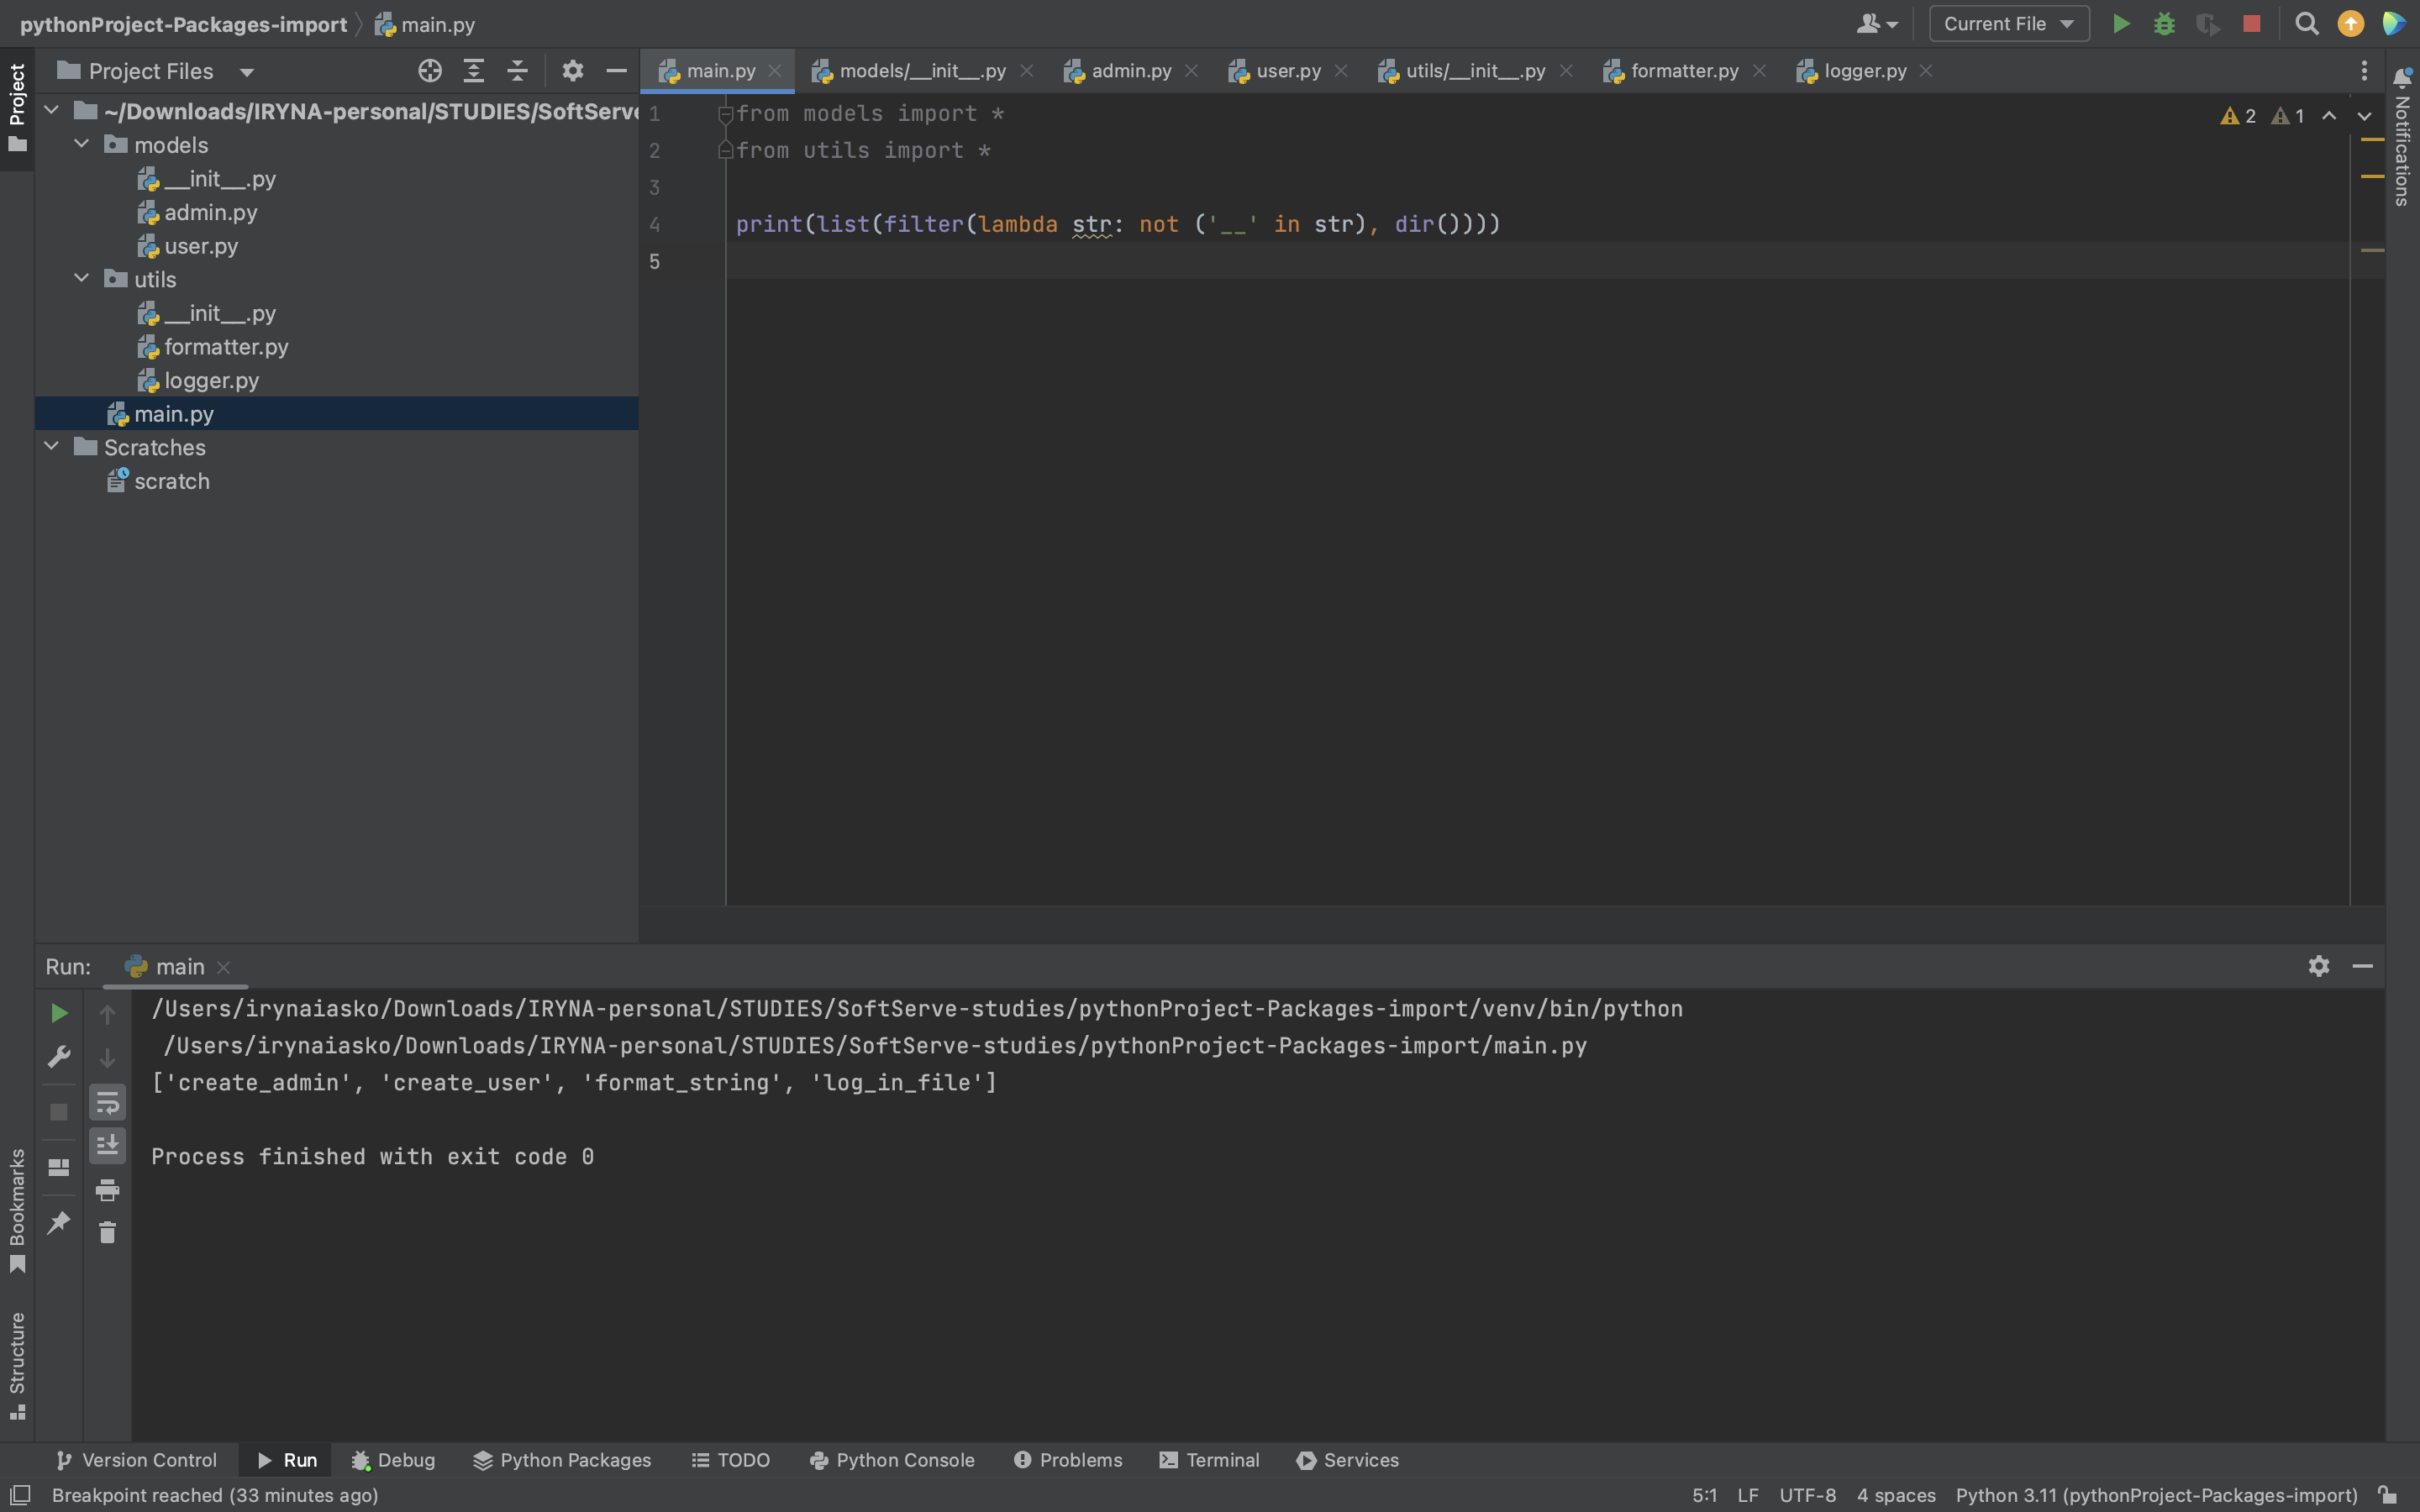 pythonProject-Packages-import main.py
Current File
Project Files
main.py models/__init__.py admin.py user.py utils/__init__.py formatter.py logger.py
Project
Notifications
~/Downloads/IRYNA-personal/STUDIES/SoftServe
models
__init__.py
admin.py
user.py
utils
__init__.py
formatter.py
logger.py
main.py
Scratches
scratch
1 from models import *
2 from utils import *
3
4 print(list(filter(lambda str: not ('__' in str), dir())))
5
2 1
Run: main
/Users/irynaiasko/Downloads/IRYNA-personal/STUDIES/SoftServe-studies/pythonProject-Packages-import/venv/bin/python
/Users/irynaiasko/Downloads/IRYNA-personal/STUDIES/SoftServe-studies/pythonProject-Packages-import/main.py
['create_admin', 'create_user', 'format_string', 'log_in_file']
Process finished with exit code 0
Bookmarks
Structure
Version Control Run Debug Python Packages TODO Python Console Problems Terminal Services
Breakpoint reached (33 minutes ago) 5:1 LF UTF-8 4 spaces Python 3.11 (pythonProject-Packages-import)